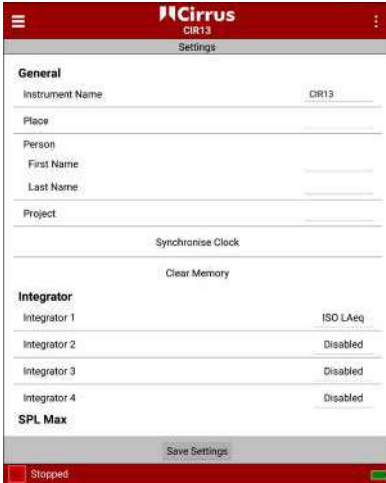 Cirrus
CIR13
Settings
General
Instrument Name CIR13
Place
Person
First Name
Last Name
Project
Synchronise Clock
Clear Memory
Integrator
Integrator 1 ISO LAeq
Integrator 2 Disabled
Integrator 3 Disabled
Integrator 4 Disabled
SPL Max
Save Settings
Stopped